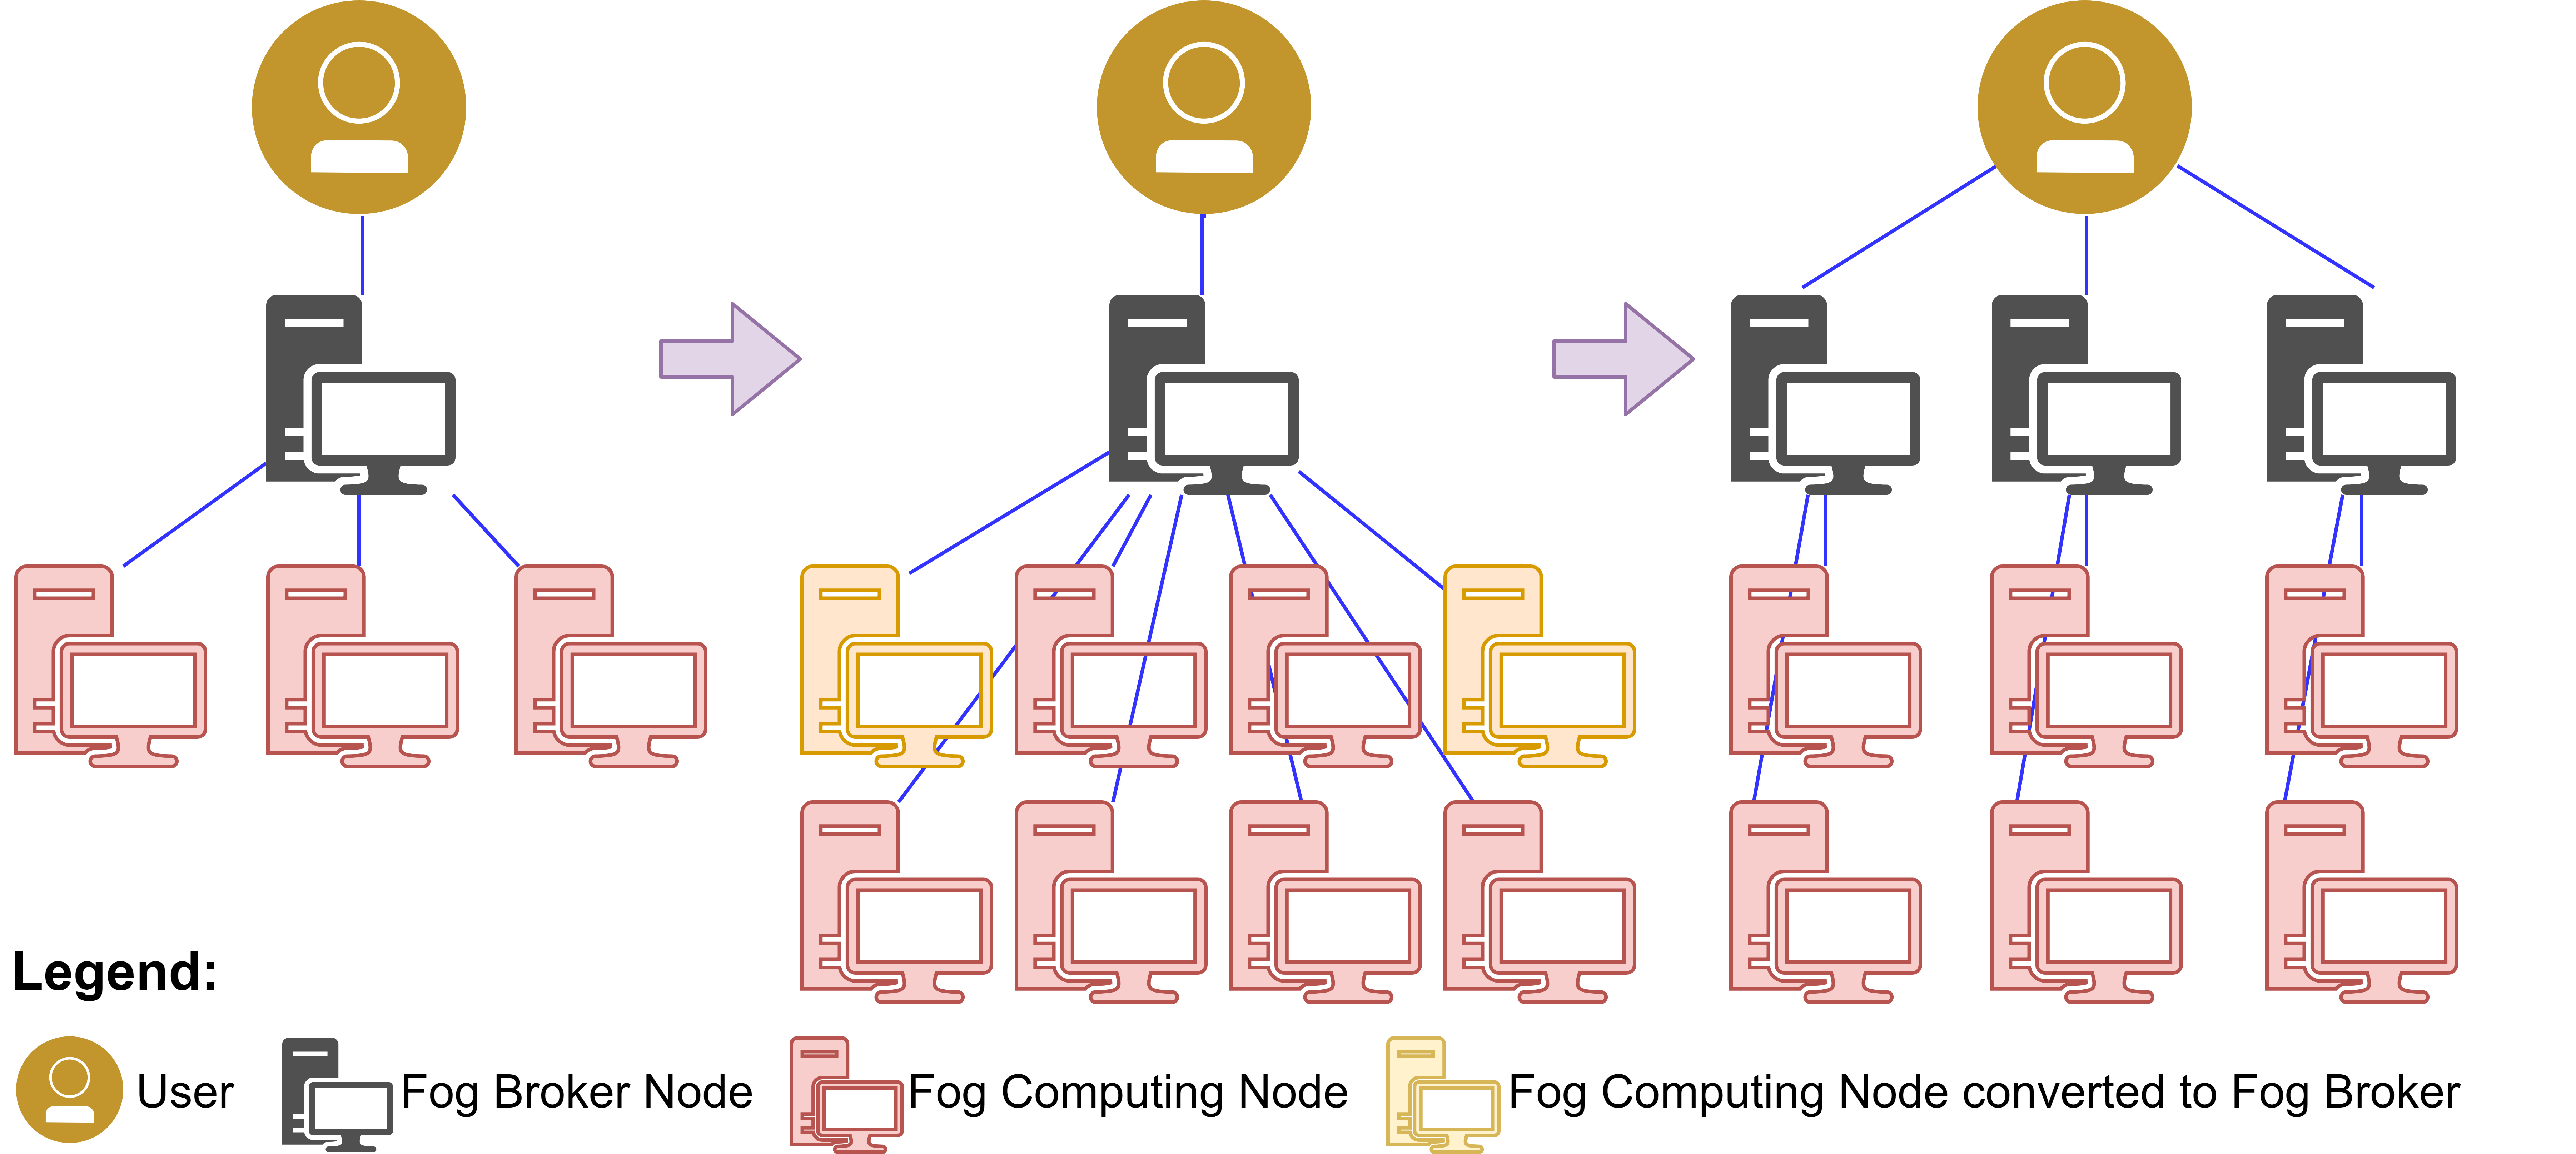 Legend:
User
Fog Broker Node
Fog Computing Node
Fog Computing Node converted to Fog Broker